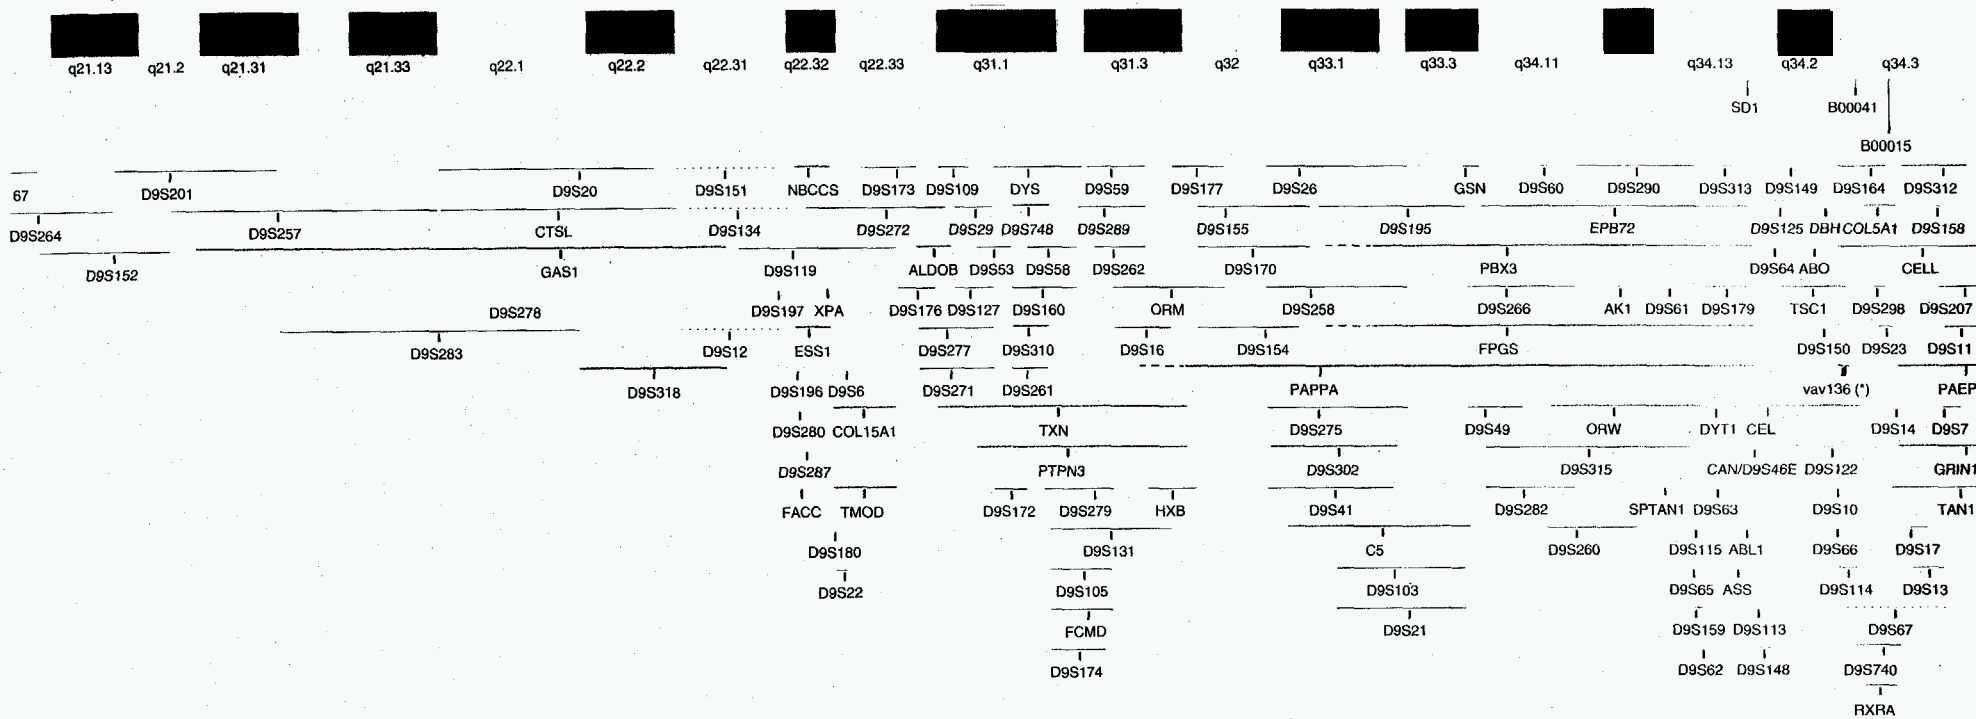 q21.13 q21.2 q21.31 q21.33 q22.1 q22.2 q22.31 q22.32 q22.33 q31.1 q31.3 q32 q33.1 q33.3 q34.11 q34.13 q34.2 q34.3
SD1 B00041
B00015
67 D9S201 D9S20 D9S151 NBCCS D9S173 D9S109 DYS D9S59 D9S177 D9S26 GSN D9S60 D9S290 D9S313 D9S149 D9S164 D9S312
D9S264 D9S257 CTSL D9S134 D9S272 D9S29 D9S748 D9S289 D9S155 D9S195 EPB72 D9S125 DBH COL5A1 D9S158
D9S152 GAS1 D9S119 ALDOB D9S53 D9S58 D9S262 D9S170 PBX3 D9S64 ABO CELL
D9S278 D9S197 XPA D9S176 D9S127 D9S160 ORM D9S258 D9S266 AK1 D9S61 D9S179 TSC1 D9S298 D9S207
D9S283 D9S12 ESS1 D9S277 D9S310 D9S16 D9S154 FPGS D9S150 D9S23 D9S11
D9S318 D9S196 D9S6 D9S271 D9S261 PAPPA vav136 (*) PAEP
D9S280 COL15A1 TXN D9S275 D9S49 ORW DYT1 CEL D9S14 D9S7
D9S287 PTPN3 D9S302 D9S315 CAN/D9S46E D9S122 GRIN1
FACC TMOD D9S172 D9S279 HXB D9S41 D9S282 SPTAN1 D9S63 D9S10 TAN1
D9S180 D9S131 C5 D9S260 D9S115 ABL1 D9S66 D9S17
D9S22 D9S105 D9S103 D9S65 ASS D9S114 D9S13
FCMD D9S21 D9S159 D9S113 D9S67
D9S174 D9S62 D9S148 D9S740
RXRA